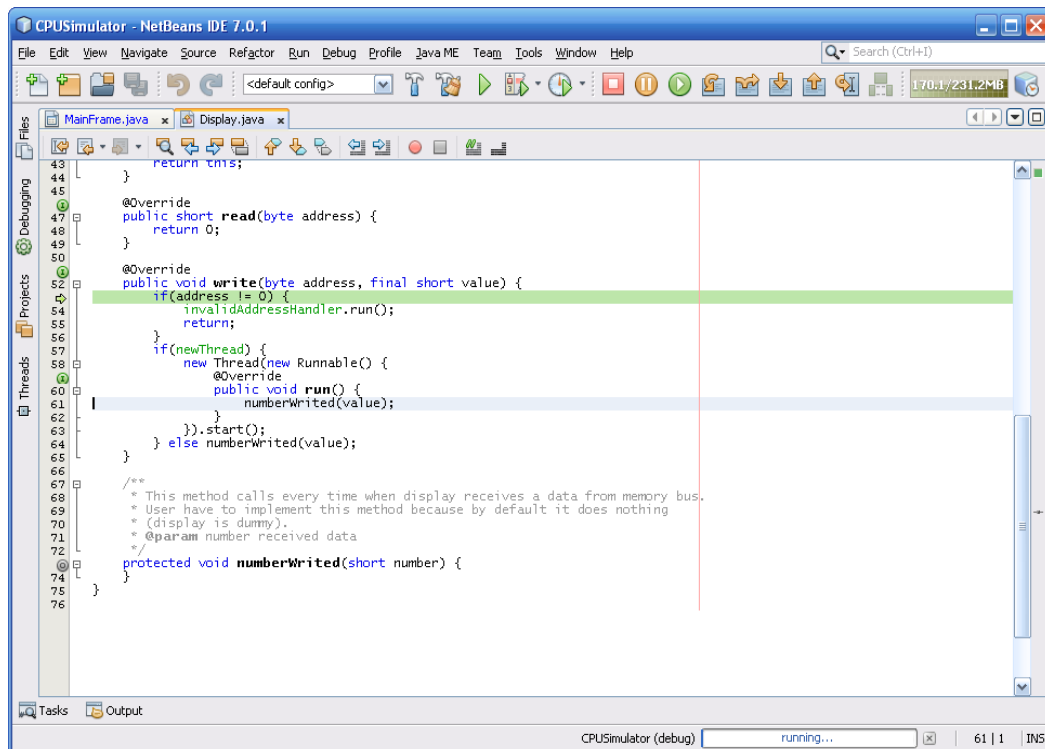 CPUSimulator - NetBeans IDE 7.0.1
File Edit View Navigate Source Refactor Run Debug Profile Java ME Team Tools Window Help Search (Ctrl+I)
<default config> 170.1/231.2MB
Files
Debugging
Projects
Threads
MainFrame.java x Display.java x
43 return this;
44 }
45
@Override
47 public short read(byte address) {
48 return 0;
49 }
50
@Override
52 public void write(byte address, final short value) {
if(address != 0) {
54 invalidAddressHandler.run();
55 return;
56 }
57 if(newThread) {
58 new Thread(new Runnable() {
@Override
60 public void run() {
61 numberWrited(value);
62 }
63 }).start();
64 } else numberWrited(value);
65 }
66
67 /**
68 * This method calls every time when display receives a data from memory bus.
69 * User have to implement this method because by default it does nothing
70 * (display is dummy).
71 * @param number received data
72 */
protected void numberWrited(short number) {
74 }
75 }
76
Tasks Output
CPUSimulator (debug) running... 61 | 1 INS